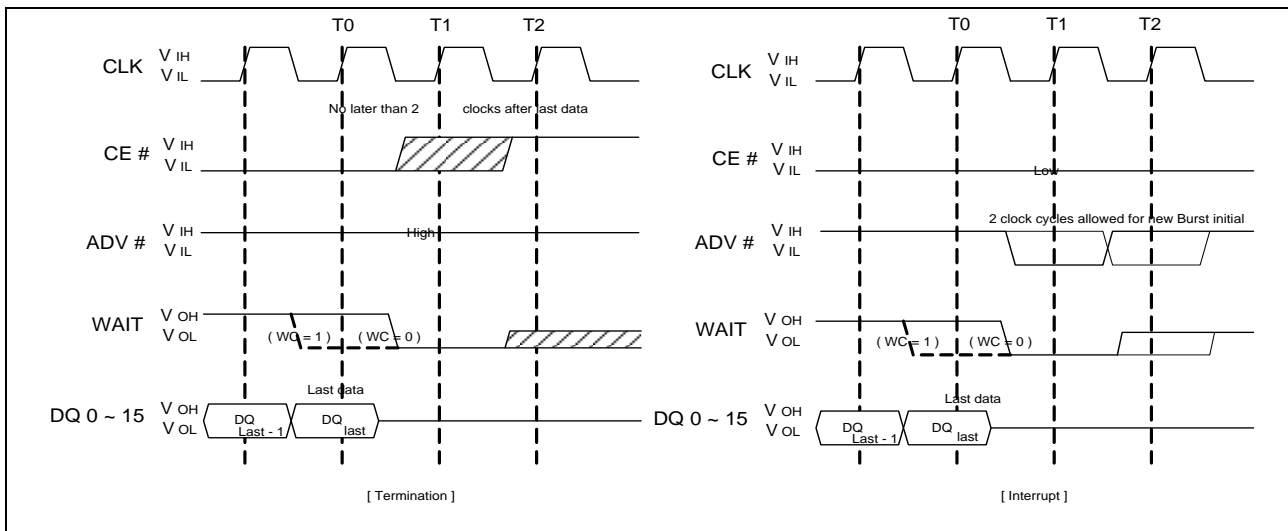 T0 T1 T2
CLK V IH
V IL
No later than 2 clocks after last data
CE # V IH
V IL
ADV # V IH
V IL
High
WAIT V OH
V OL
( WC = 1 ) ( WC = 0 )
Last data
DQ 0 ~ 15 V OH
V OL
DQ Last - 1
DQ last
[ Termination ]
T0 T1 T2
CLK V IH
V IL
CE # V IH
V IL
Low
2 clock cycles allowed for new Burst initial
ADV # V IH
V IL
WAIT V OH
V OL
( WC = 1 ) ( WC = 0 )
Last data
DQ 0 ~ 15 V OH
V OL
DQ Last - 1
DQ last
[ Interrupt ]